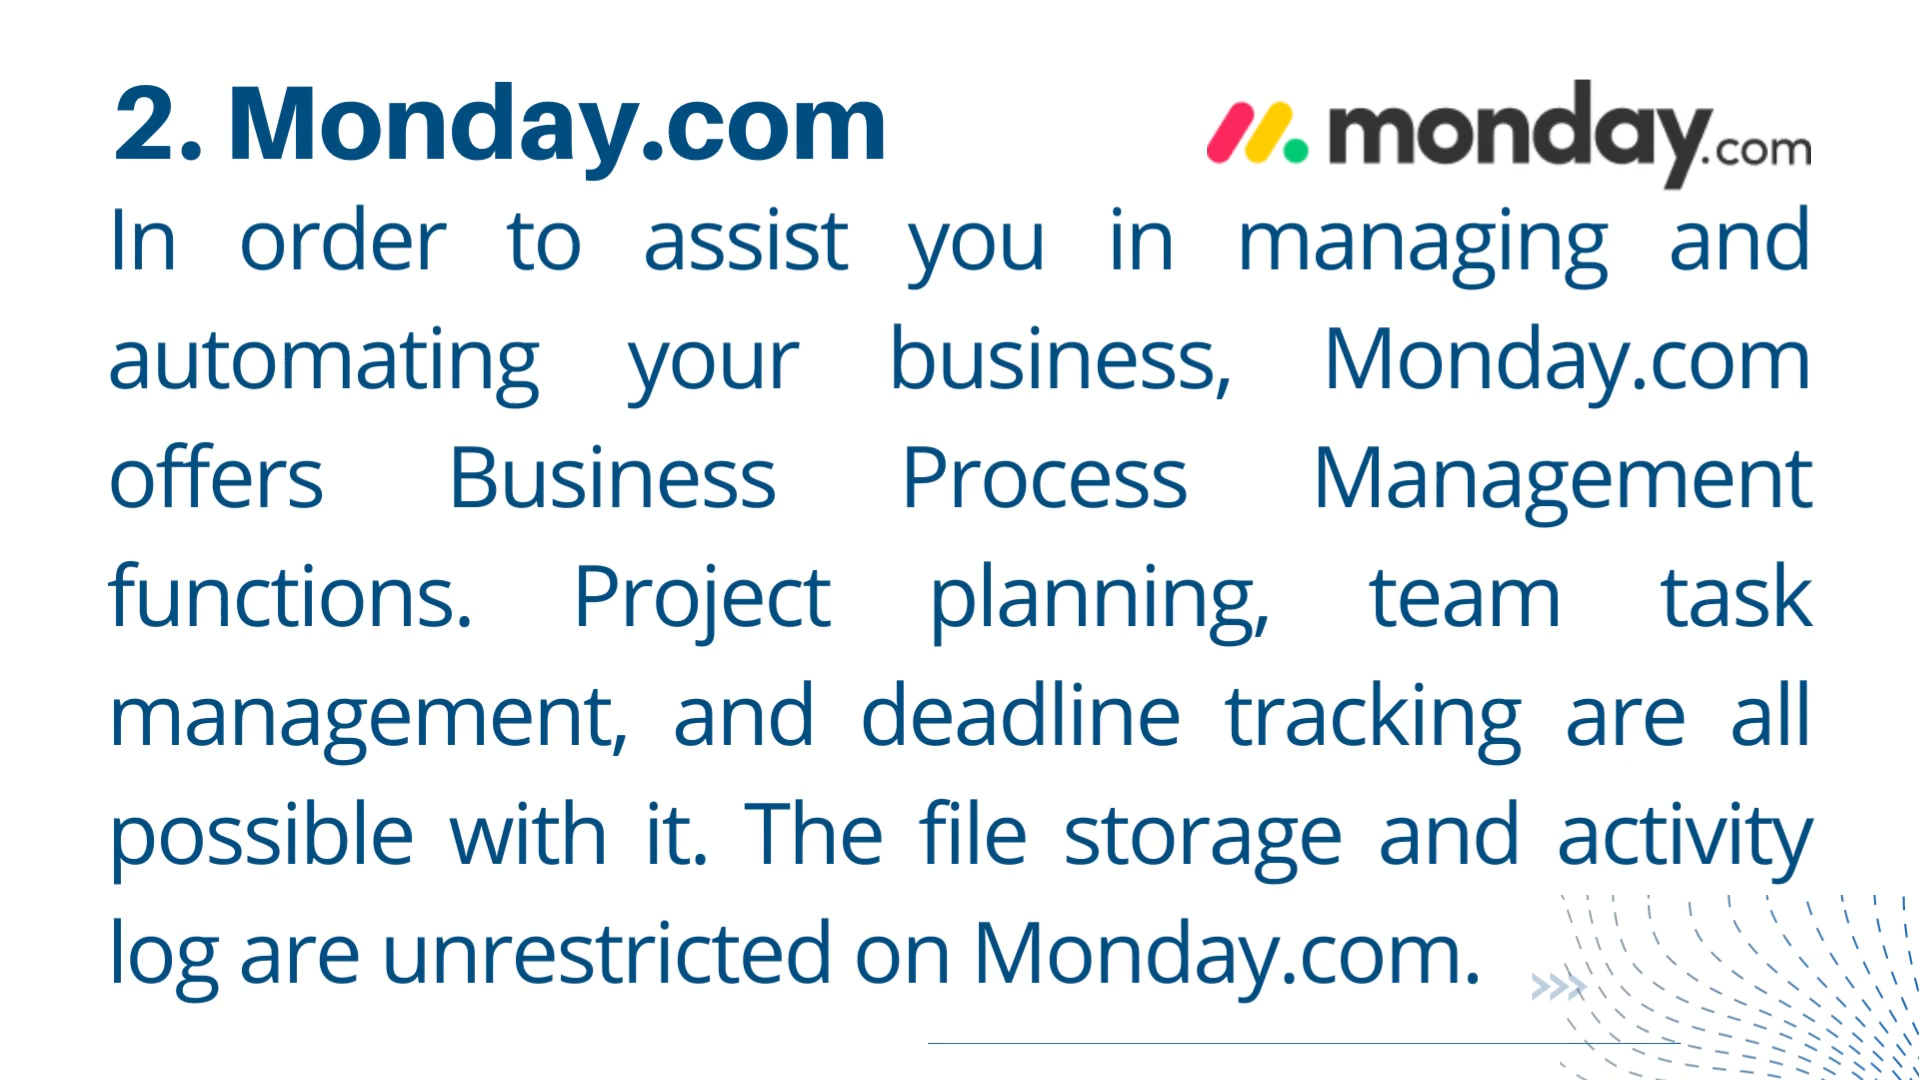 2. Monday.com
monday.com
In order to assist you in managing and
automating your business, Monday.com
offers Business Process Management
functions. Project planning, team task
management, and deadline tracking are all
possible with it. The file storage and activity
log are unrestricted on Monday.com.